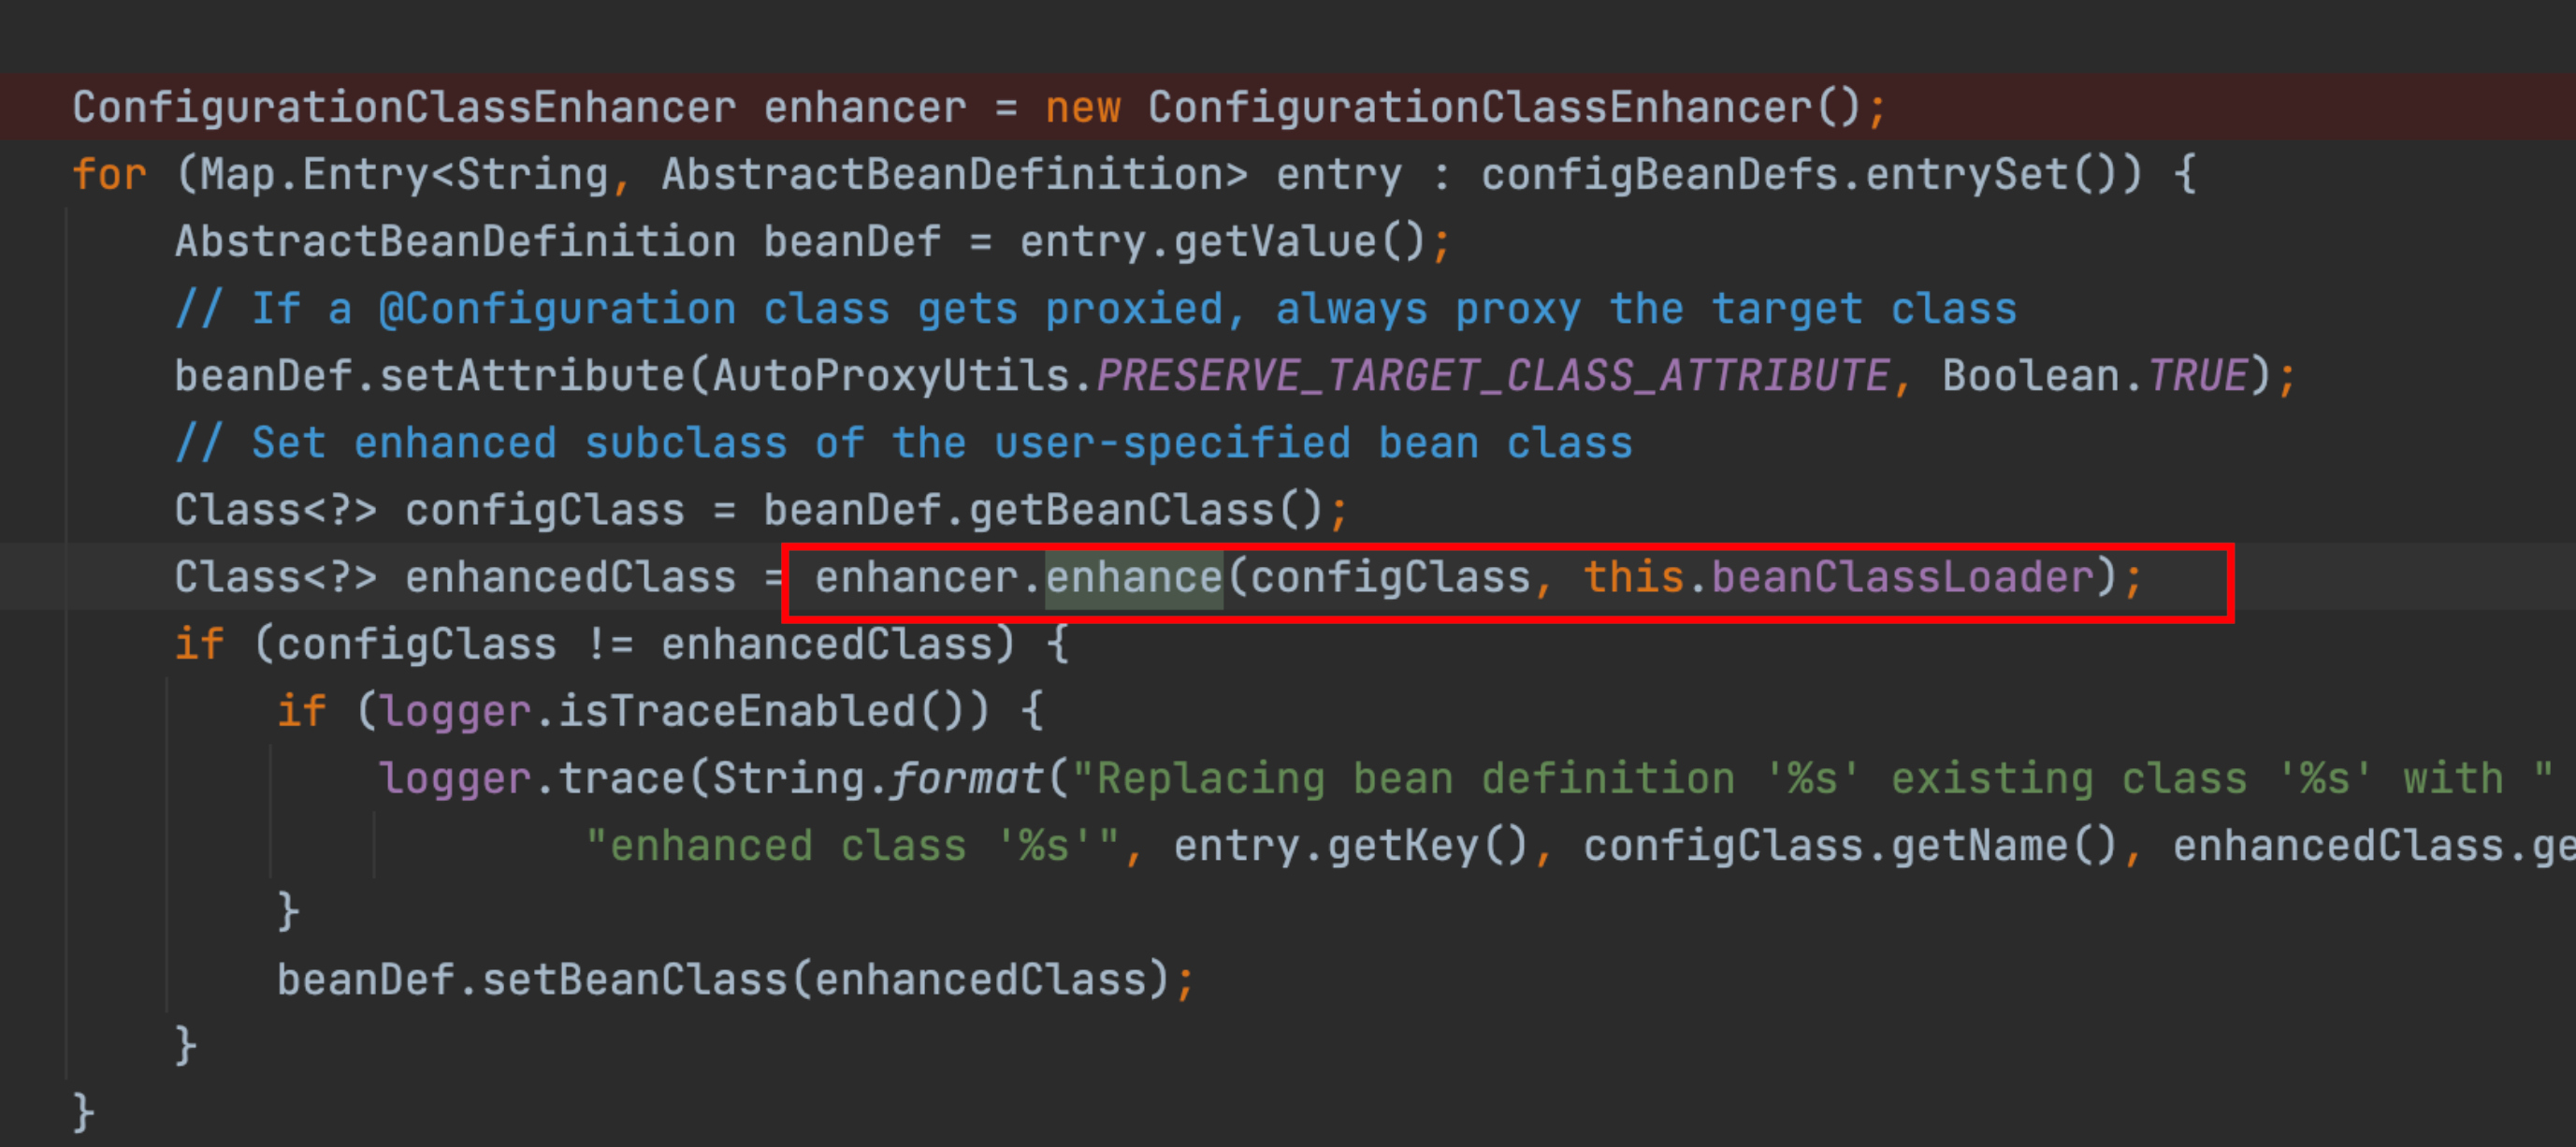 ConfigurationClassEnhancer enhancer = new ConfigurationClassEnhancer();
for (Map.Entry<String, AbstractBeanDefinition> entry : configBeanDefs.entrySet()) {
AbstractBeanDefinition beanDef = entry.getValue();
// If a @Configuration class gets proxied, always proxy the target class
beanDef.setAttribute(AutoProxyUtils.PRESERVE_TARGET_CLASS_ATTRIBUTE, Boolean.TRUE);
// Set enhanced subclass of the user-specified bean class
Class<?> configClass = beanDef.getBeanClass();
Class<?> enhancedClass = enhancer.enhance(configClass, this.beanClassLoader);
if (configClass != enhancedClass) {
if (logger.isTraceEnabled()) {
logger.trace(String.format("Replacing bean definition '%s' existing class '%s' with "
"enhanced class '%s'", entry.getKey(), configClass.getName(), enhancedClass.ge
}
beanDef.setBeanClass(enhancedClass);
}
}